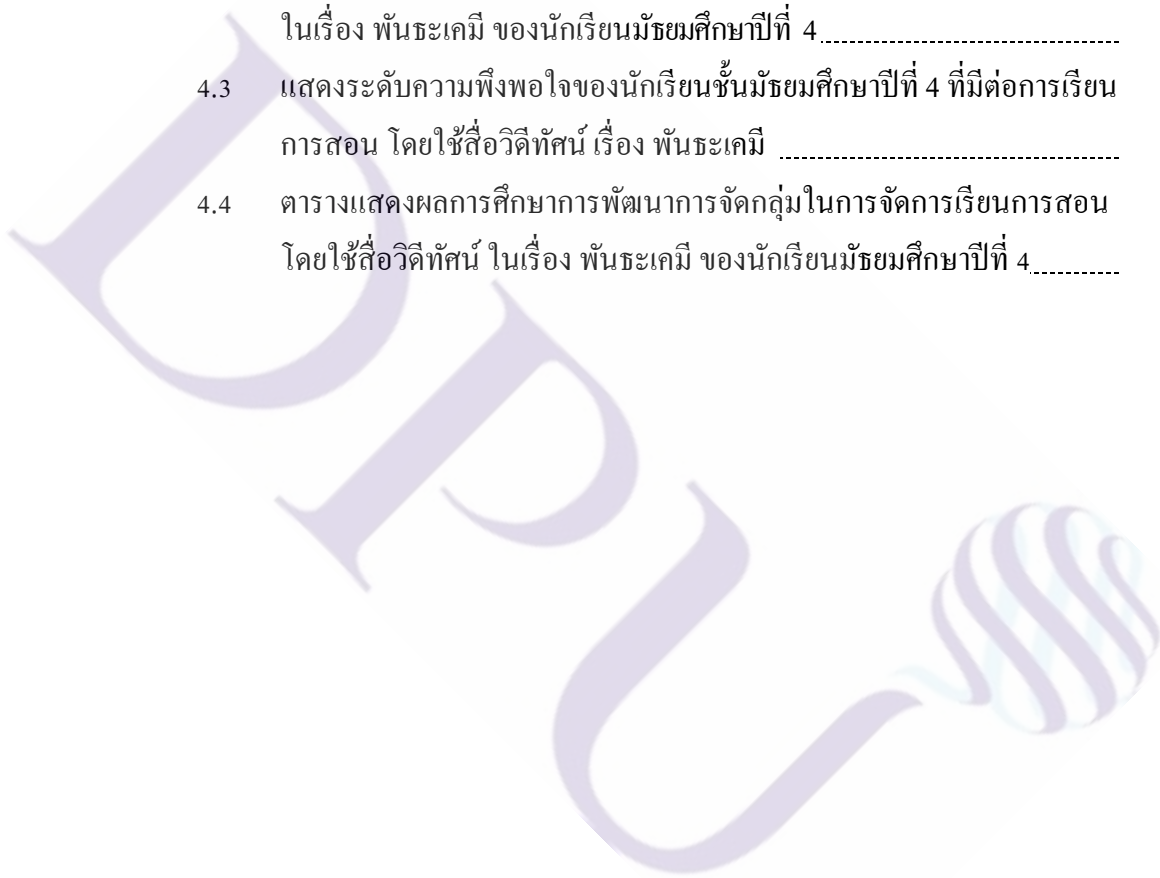 ในเรื่อง พันธะเคมี ของนักเรียนมัธยมศึกษาปีที่ 4
4.3 แสดงระดับความพึงพอใจของนักเรียนชั้นมัธยมศึกษาปีที่ 4 ที่มีต่อการเรียน
การสอน โดยใช้สื่อวิดีทัศน์ เรื่อง พันธะเคมี
4.4 ตารางแสดงผลการศึกษาการพัฒนาการจัดกลุ่มในการจัดการเรียนการสอน
โดยใช้สื่อวิดีทัศน์ ในเรื่อง พันธะเคมี ของนักเรียนมัธยมศึกษาปีที่ 4
DPU